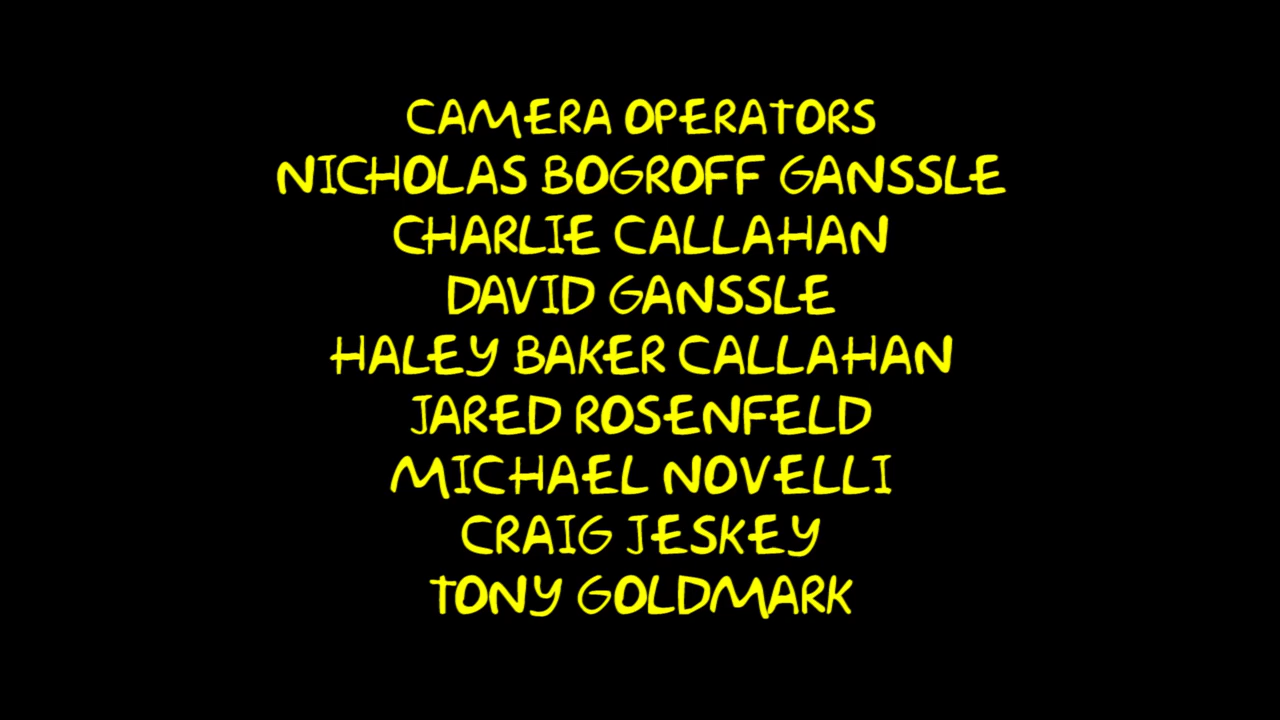 CAMERA OPERATORS
NICHOLAS BOGROFF GANSSLE
CHARLIE CALLAHAN
DAVID GANSSLE
HALEY BAKER CALLAHAN
JARED ROSENFELD
MICHAEL NOVELLI
CRAIG JESKEY
TONY GOLDMARK